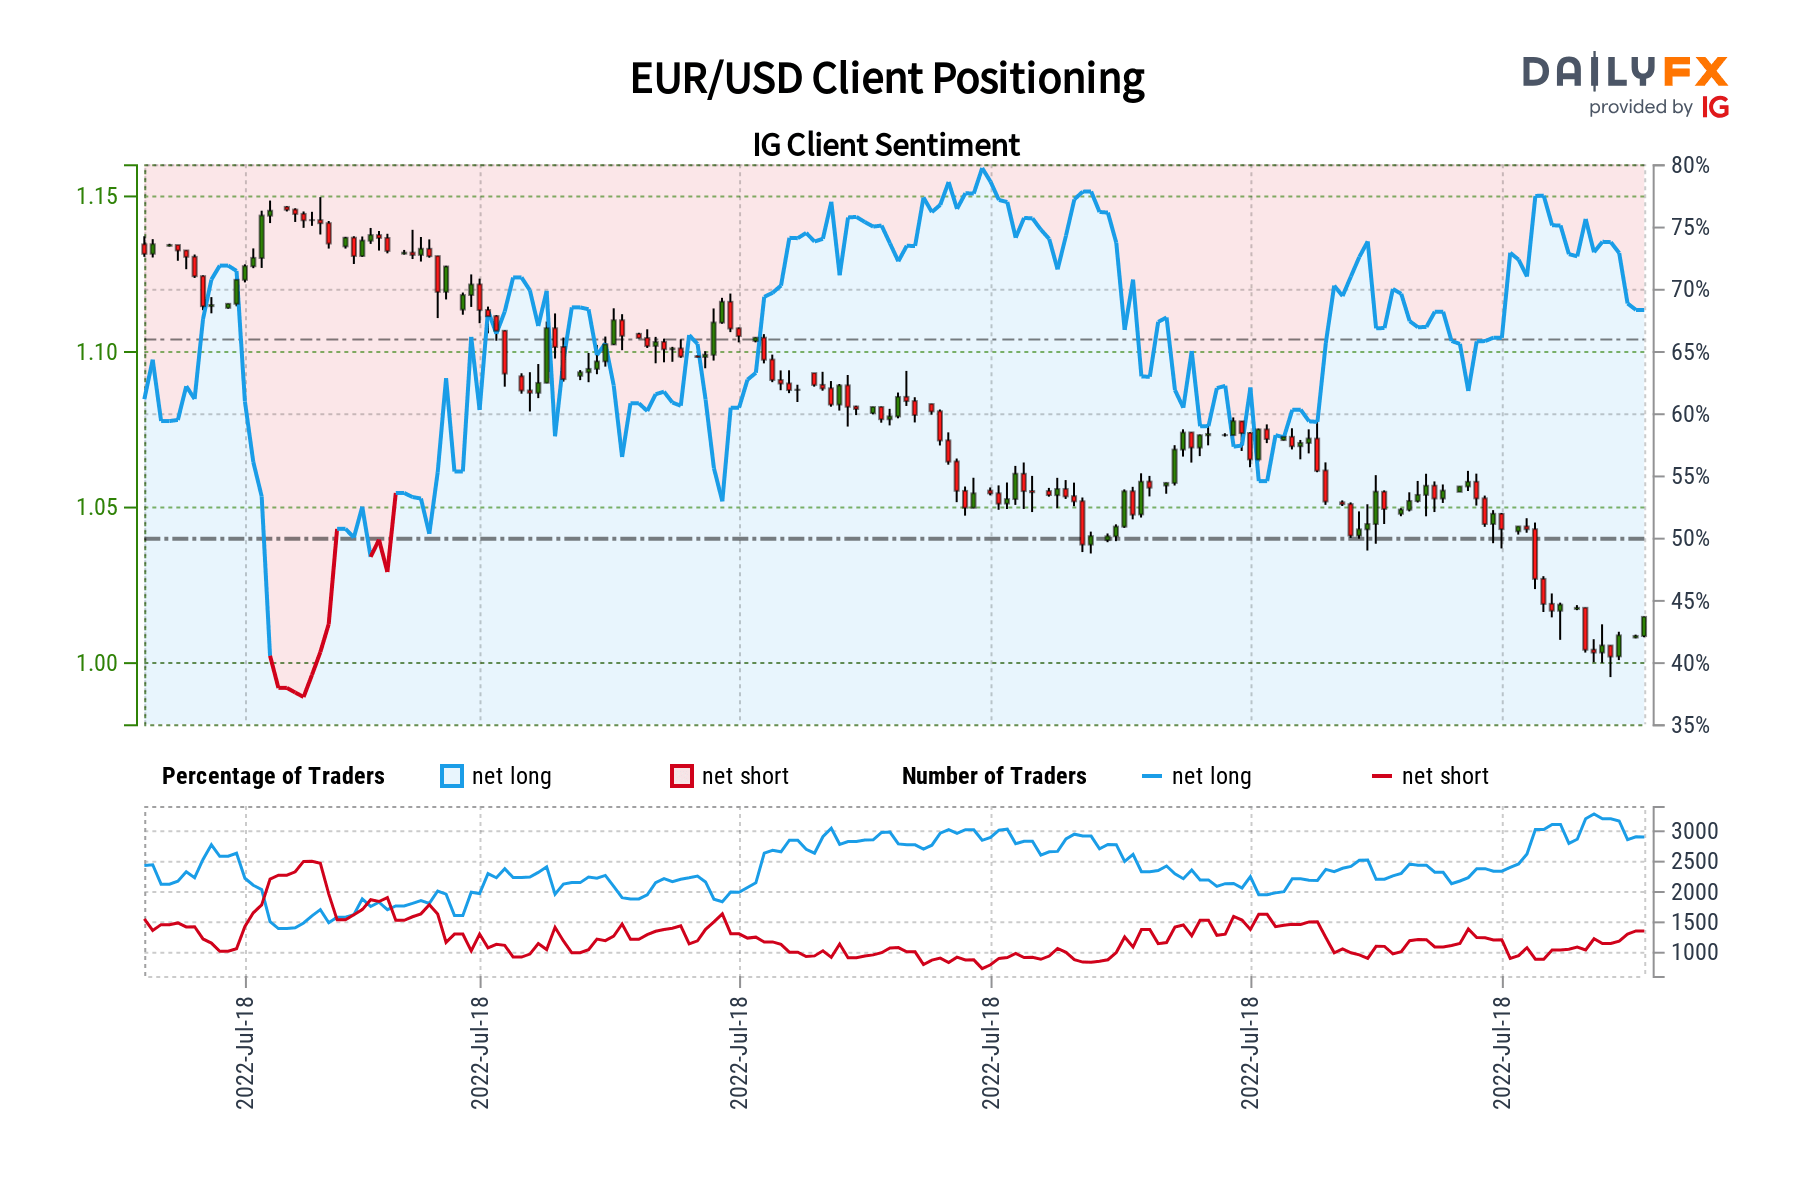 EUR/USD Client Positioning
DAILYFX
provided by IG
IG Client Sentiment
1.15
1.10
1.05
1.00
80%
75%
70%
65%
60%
55%
50%
45%
40%
35%
Percentage of Traders net long net short Number of Traders net long net short
3000
2500
2000
1500
1000
2022-Jul-18
2022-Jul-18
2022-Jul-18
2022-Jul-18
2022-Jul-18
2022-Jul-18